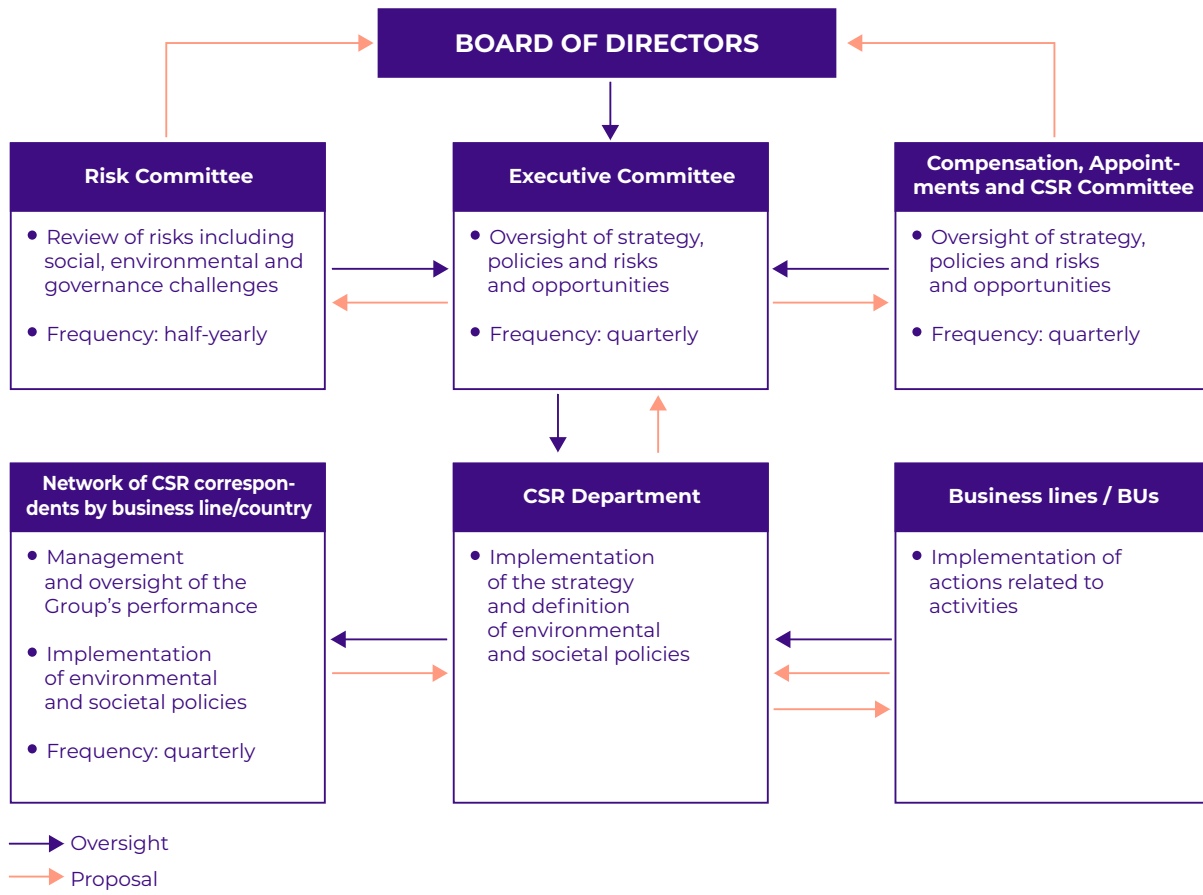 BOARD OF DIRECTORS
Risk Committee
• Review of risks including
social, environmental and
governance challenges
• Frequency: half-yearly
Executive Committee
• Oversight of strategy,
policies and risks
and opportunities
• Frequency: quarterly
Compensation, Appoint-
ments and CSR Committee
• Oversight of strategy,
policies and risks
and opportunities
• Frequency: quarterly
Network of CSR correspon-
dents by business line/country
• Management
and oversight of the
Group’s performance
• Implementation
of environmental
and societal policies
• Frequency: quarterly
CSR Department
• Implementation
of the strategy
and definition
of environmental
and societal policies
Business lines / BUs
• Implementation of
actions related to
activities
Oversight
Proposal